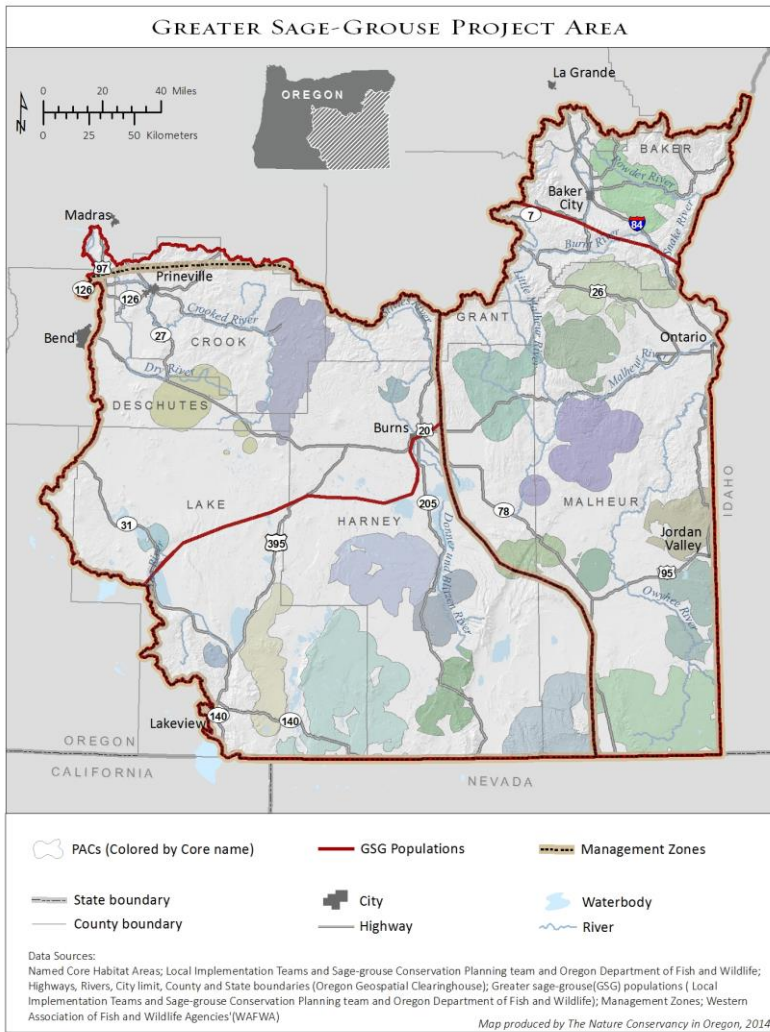 GREATER SAGE-GROUSE PROJECT AREA
0 20 40 Miles
0 25 50 Kilometers
N
OREGON
La Grande
BAKER
Powder River
Baker City
7
84
Snake River
Burnt River
Madras
97
126
126
Prineville
Crooked River
27
CROOK
Bend
Dry River
DESCHUTES
GRANT
Little Malheur River
26
Ontario
Malheur River
Burns
20
LAKE
HARNEY
205
78
MALHEUR
IDAHO
31
395
Donner und Blitzen River
Jordan Valley
95
Owyhee River
Lakeview
140
140
OREGON
CALIFORNIA
NEVADA
PACs (Colored by Core name)
GSG Populations
Management Zones
State boundary
City
Waterbody
County boundary
Highway
River
Data Sources:
Named Core Habitat Areas; Local Implementation Teams and Sage-grouse Conservation Planning team and Oregon Department of Fish and Wildlife;
Highways, Rivers, City limit, County and State boundaries (Oregon Geospatial Clearinghouse); Greater sage-grouse(GSG) populations ( Local
Implementation Teams and Sage-grouse Conservation Planning team and Oregon Department of Fish and Wildlife); Management Zones; Western
Association of Fish and Wildlife Agencies'(WAFWA)
Map produced by The Nature Conservancy in Oregon, 2014